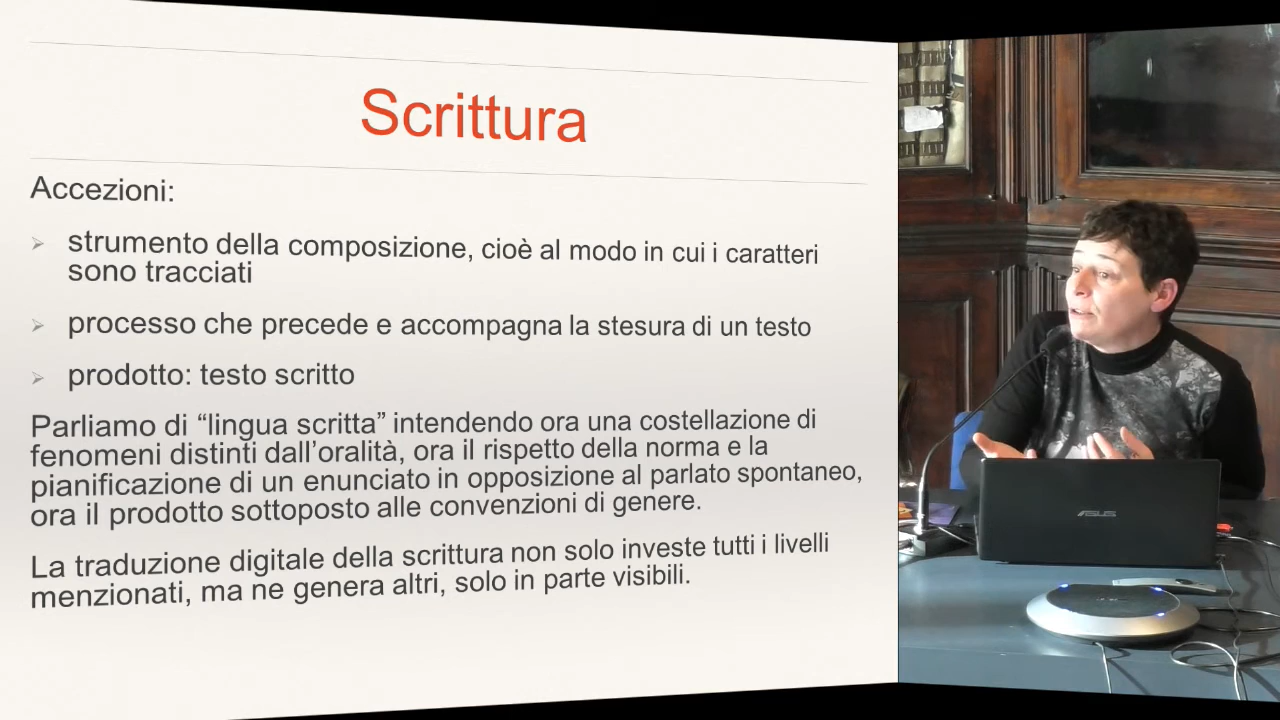 Scrittura
Accezioni:
strumento della composizione, cioè al modo in cui i caratteri
sono tracciati
processo che precede e accompagna la stesura di un testo
prodotto: testo scritto
Parliamo di “lingua scritta” intendendo ora una costellazione di
fenomeni distinti dall’oralità, ora il rispetto della norma e la
pianificazione di un enunciato in opposizione al parlato spontaneo,
ora il prodotto sottoposto alle convenzioni di genere.
La traduzione digitale della scrittura non solo investe tutti i livelli
menzionati, ma ne genera altri, solo in parte visibili.
ASUS